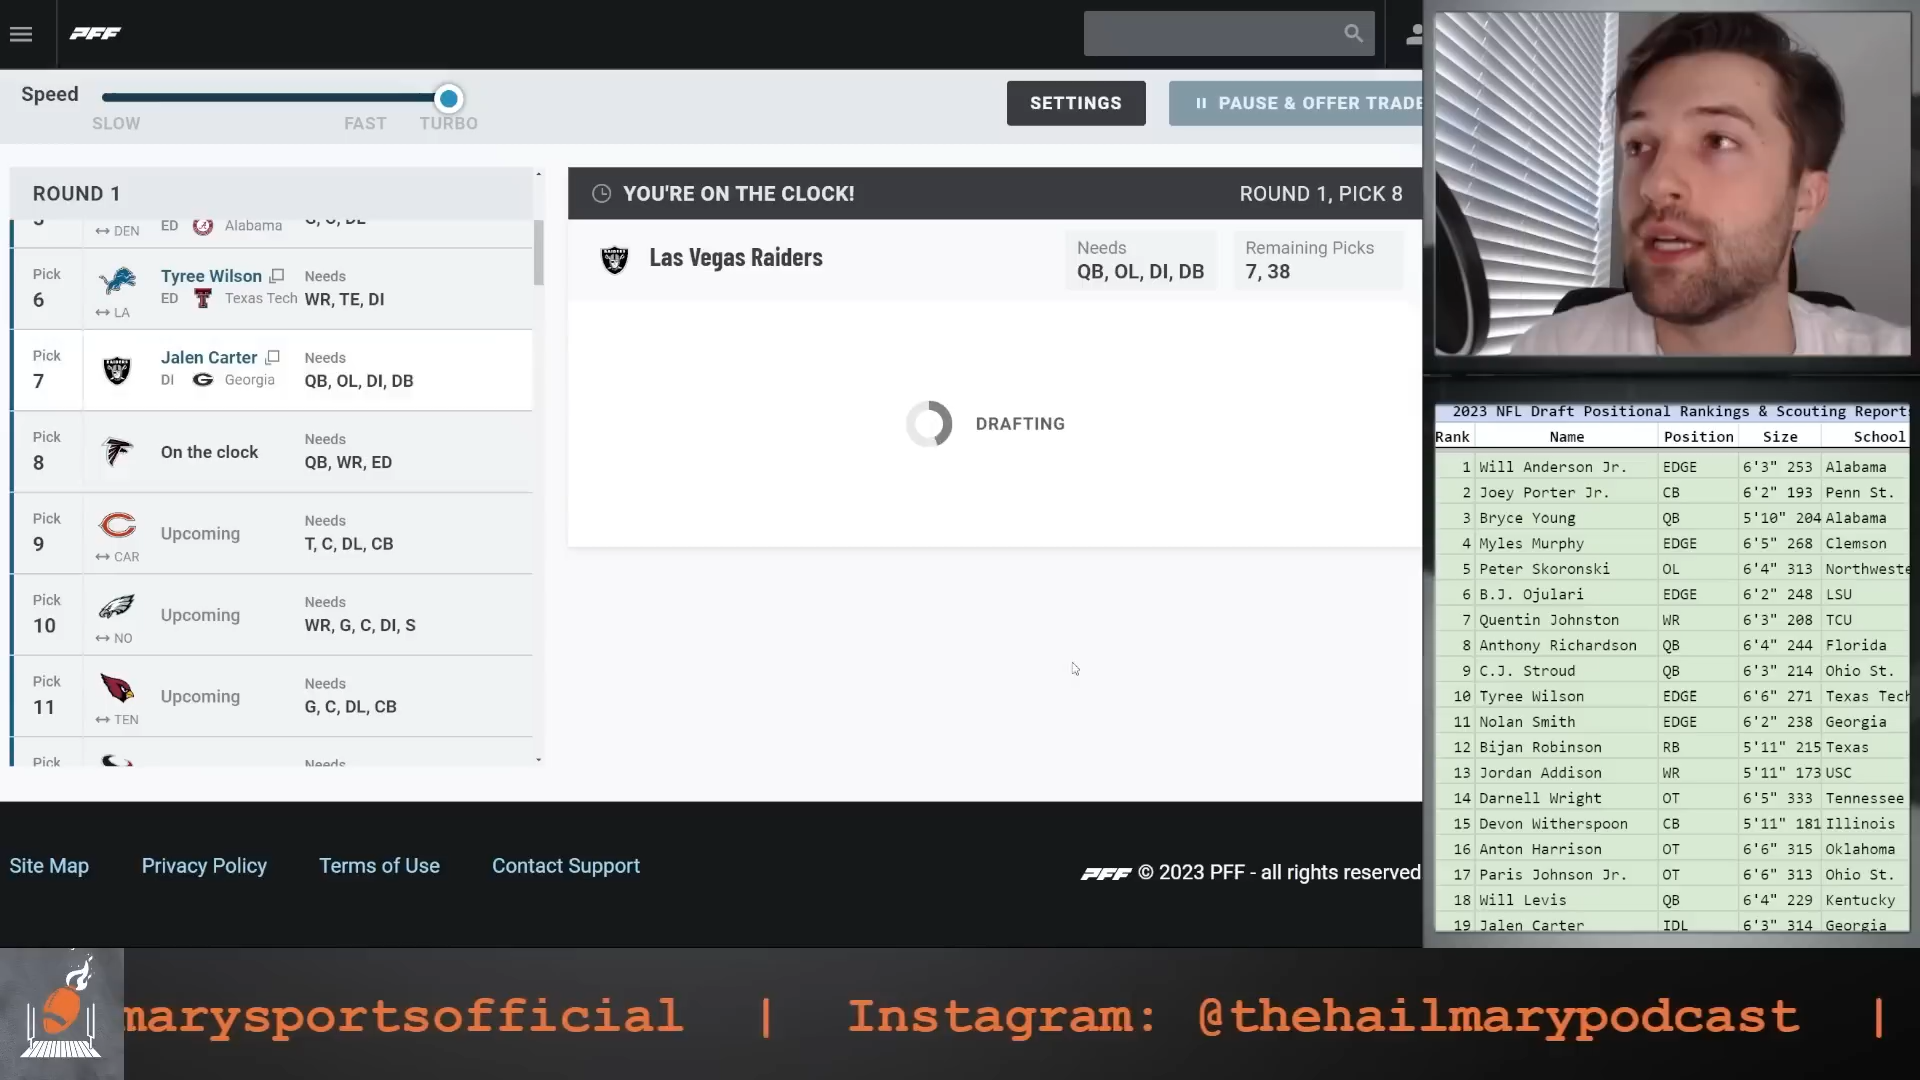 PFF
Speed
SLOW FAST TURBO
SETTINGS
PAUSE & OFFER TRADE
ROUND 1
↔ DEN ED Alabama
Pick 6 Tyree Wilson Needs
ED Texas Tech WR, TE, DI
↔ LA
Pick 7 Jalen Carter Needs
DI Georgia QB, OL, DI, DB
Pick 8 On the clock Needs
QB, WR, ED
Pick 9 Upcoming Needs
T, C, DL, CB
↔ CAR
Pick 10 Upcoming Needs
WR, G, C, DI, S
↔ NO
Pick 11 Upcoming Needs
G, C, DL, CB
↔ TEN
Pick Needs
YOU'RE ON THE CLOCK! ROUND 1, PICK 8
RAIDERS
Las Vegas Raiders
Needs
QB, OL, DI, DB
Remaining Picks
7, 38
DRAFTING
2023 NFL Draft Positional Rankings & Scouting Reports
Rank Name Position Size School
1 Will Anderson Jr. EDGE 6'3" 253 Alabama
2 Joey Porter Jr. CB 6'2" 193 Penn St.
3 Bryce Young QB 5'10" 204 Alabama
4 Myles Murphy EDGE 6'5" 268 Clemson
5 Peter Skoronski OL 6'4" 313 Northweste
6 B.J. Ojulari EDGE 6'2" 248 LSU
7 Quentin Johnston WR 6'3" 208 TCU
8 Anthony Richardson QB 6'4" 244 Florida
9 C.J. Stroud QB 6'3" 214 Ohio St.
10 Tyree Wilson EDGE 6'6" 271 Texas Tech
11 Nolan Smith EDGE 6'2" 238 Georgia
12 Bijan Robinson RB 5'11" 215 Texas
13 Jordan Addison WR 5'11" 173 USC
14 Darnell Wright OT 6'5" 333 Tennessee
15 Devon Witherspoon CB 5'11" 181 Illinois
16 Anton Harrison OT 6'6" 315 Oklahoma
17 Paris Johnson Jr. OT 6'6" 313 Ohio St.
18 Will Levis QB 6'4" 229 Kentucky
19 Jalen Carter IDL 6'3" 314 Georgia
Site Map Privacy Policy Terms of Use Contact Support
PFF © 2023 PFF - all rights reserved
marysportsofficial | Instagram: @thehailmarypodcast |